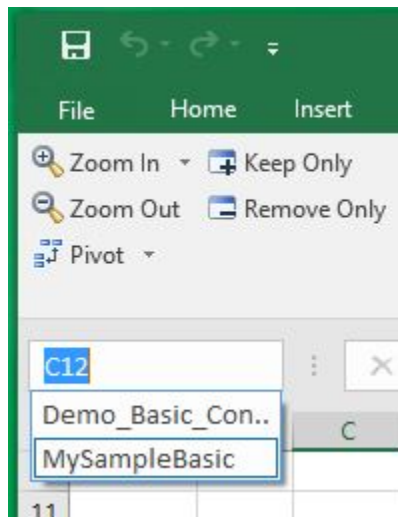 File Home Insert
Zoom In Keep Only
Zoom Out Remove Only
Pivot
C12
Demo_Basic_Con..
C
MySampleBasic
11